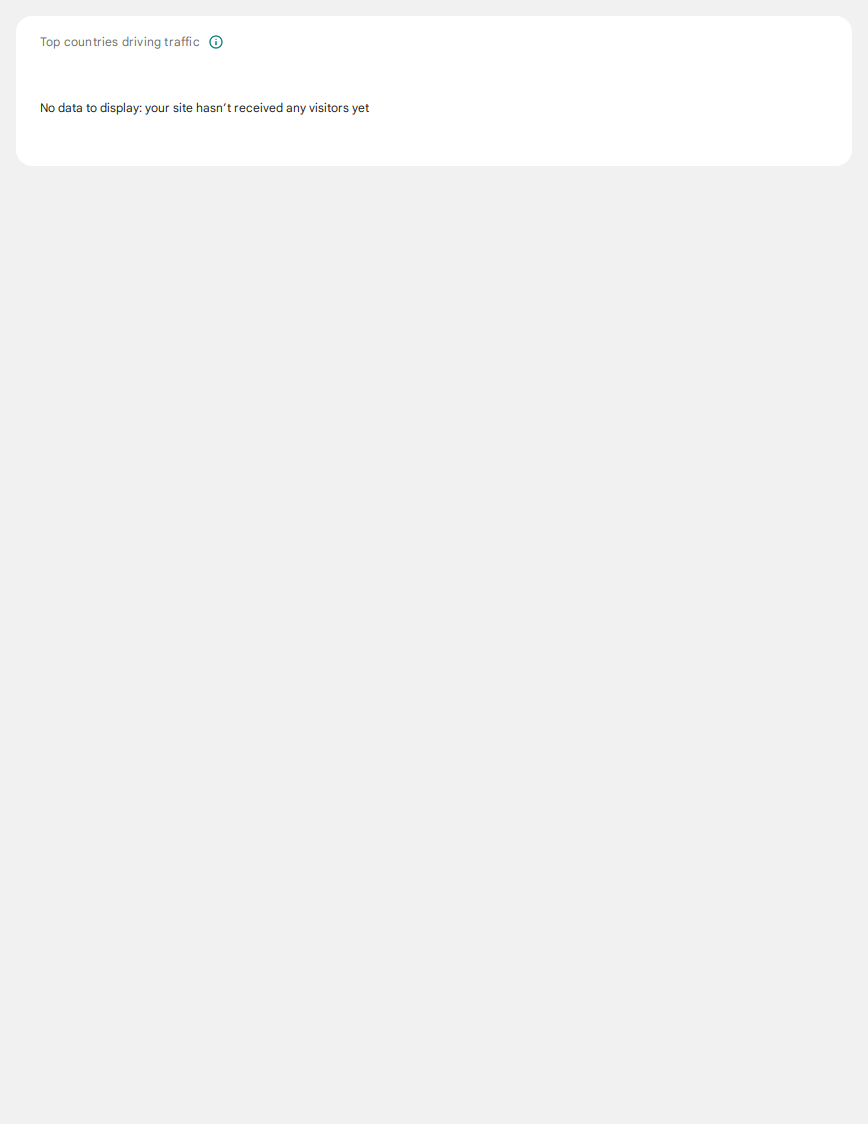 Top countries driving traffic
No data to display: your site hasn’t received any visitors yet